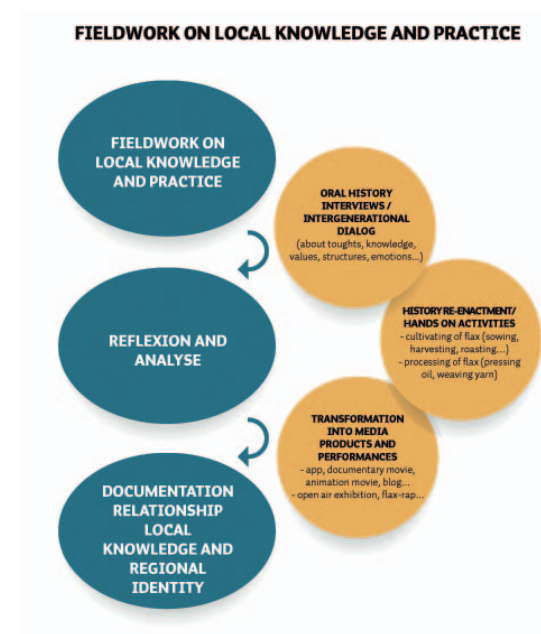 FIELDWORK ON LOCAL KNOWLEDGE AND PRACTICE
FIELDWORK ON
LOCAL KNOWLEDGE
AND PRACTICE
ORAL HISTORY
INTERVIEWS /
INTERGENERATIONAL
DIALOG
(about toughts, knowledge,
values, structures, emotions...)
HISTORY RE-ENACTMENT/
HANDS ON ACTIVITIES
- cultivating of flax (sowing,
harvesting, roasting...)
- processing of flax (pressing
oil, weaving yarn)
REFLEXION AND
ANALYSE
TRANSFORMATION
INTO MEDIA
PRODUCTS AND
PERFORMANCES
- app, documentary movie,
animation movie, blog...
- open air exhibition, flax-rap...
DOCUMENTATION
RELATIONSHIP
LOCAL
KNOWLEDGE AND
REGIONAL
IDENTITY